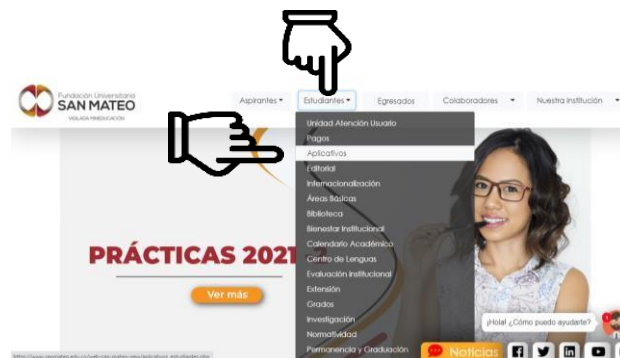 Fundación Universitaria
SAN MATEO
VIGILADA MINEDUCACIÓN
Aspirantes
Estudiantes
Egresados
Colaboradores
Nuestra Institución
Unidad Atención Usuario
Pagos
Aplicativos
Editorial
Internacionalización
Áreas Básicas
Biblioteca
Bienestar Institucional
Calendario Académico
Centro de Lenguas
Evaluación Institucional
Extensión
Grados
Investigación
Normatividad
Permanencia y Graduación
PRÁCTICAS 2021
Ver más
¡Hola! ¿Cómo puedo ayudarte?
Noticias